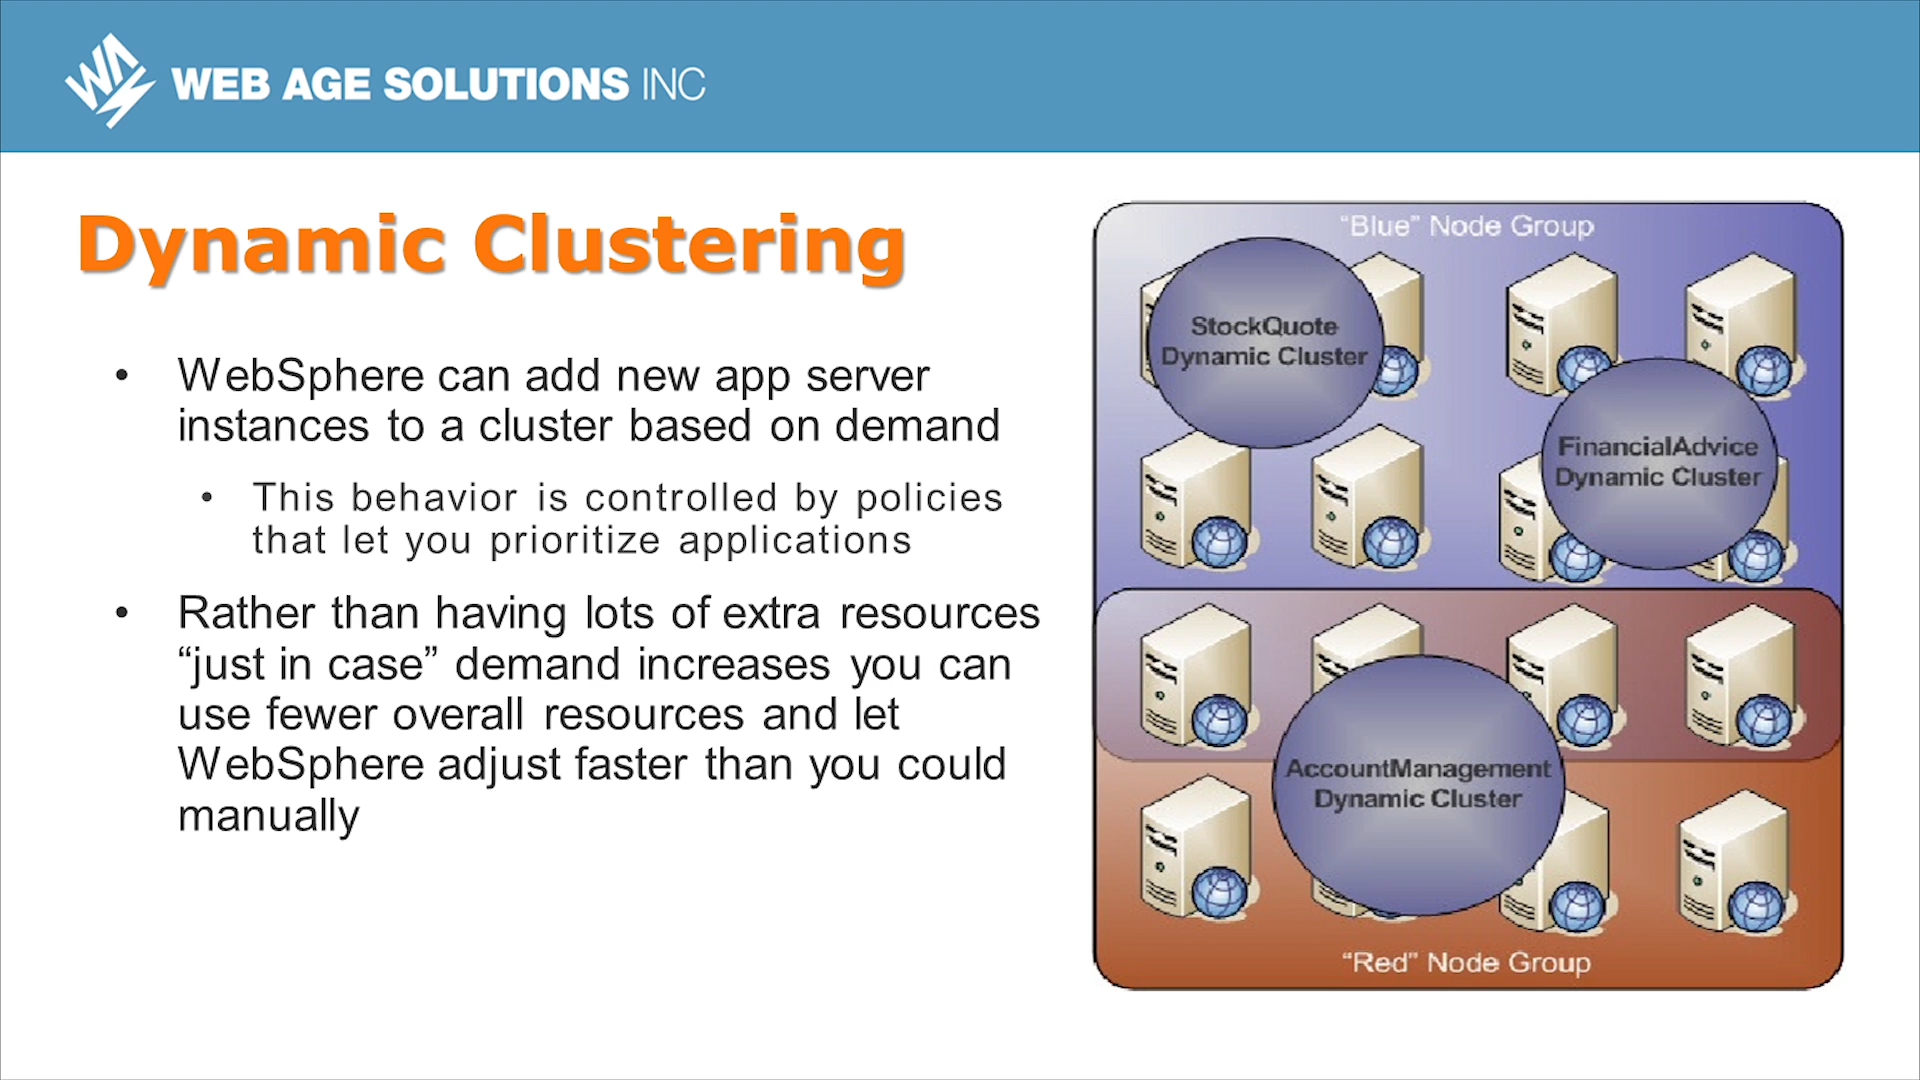 WEB AGE SOLUTIONS INC
Dynamic Clustering
• WebSphere can add new app server
instances to a cluster based on demand
• This behavior is controlled by policies
that let you prioritize applications
• Rather than having lots of extra resources
“just in case” demand increases you can
use fewer overall resources and let
WebSphere adjust faster than you could
manually
“Blue” Node Group
StockQuote
Dynamic Cluster
FinancialAdvice
Dynamic Cluster
AccountManagement
Dynamic Cluster
“Red” Node Group